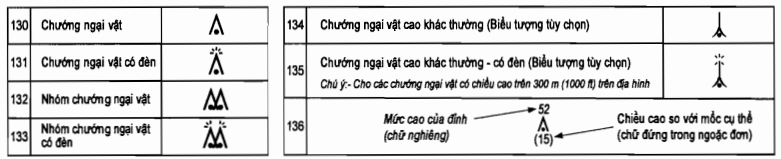 130 Chướng ngại vật
131 Chướng ngại vật có đèn
132 Nhóm chướng ngại vật
133 Nhóm chướng ngại vật
có đèn
134 Chướng ngại vật cao khác thường (Biểu tượng tùy chọn)
135 Chướng ngại vật cao khác thường - có đèn (Biểu tượng tùy chọn)
Chú ý:- Cho các chướng ngại vật có chiều cao trên 300 m (1000 ft) trên địa hình
136 Mức cao của đỉnh
(chữ nghiêng)
52
(15)
Chiều cao so với mốc cụ thể
(chữ đứng trong ngoặc đơn)